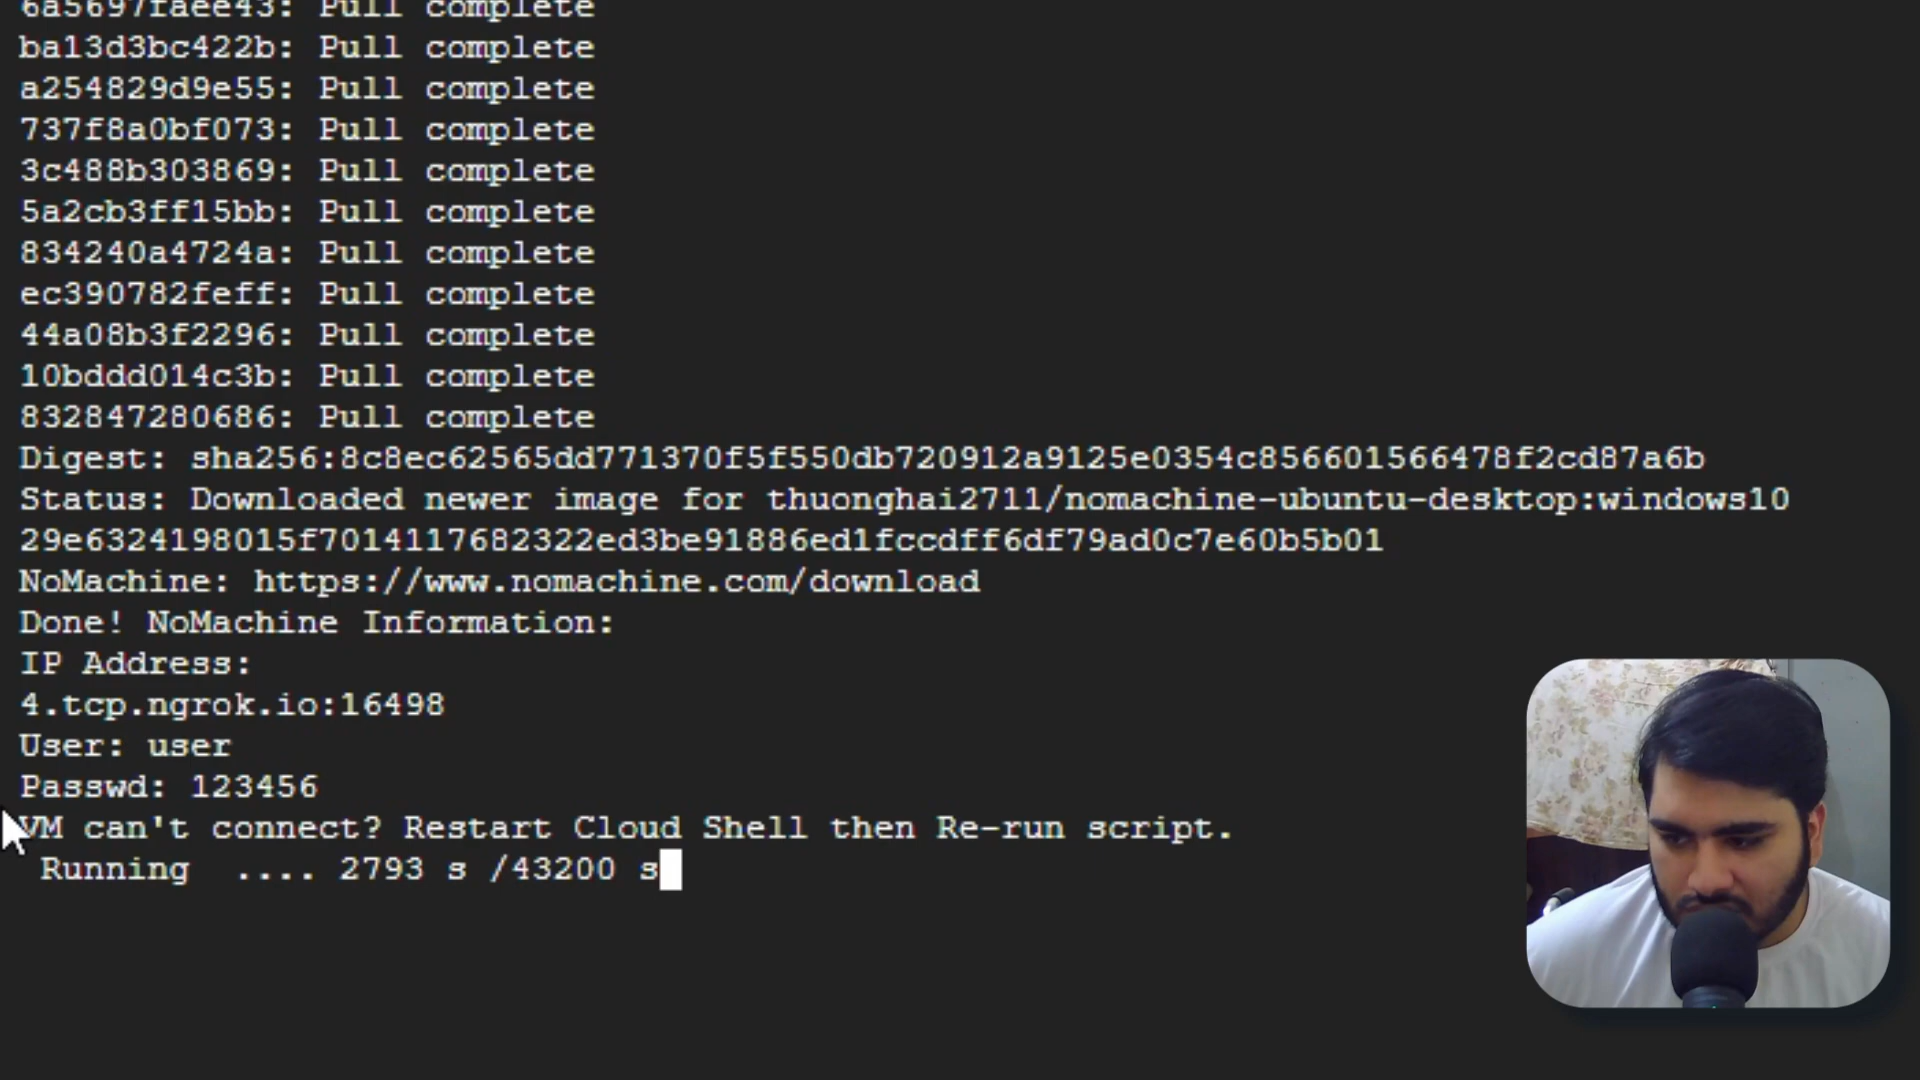 6a5697faee43: Pull complete
ba13d3bc422b: Pull complete
a254829d9e55: Pull complete
737f8a0bf073: Pull complete
3c488b303869: Pull complete
5a2cb3ff15bb: Pull complete
834240a4724a: Pull complete
ec390782feff: Pull complete
44a08b3f2296: Pull complete
10bddd014c3b: Pull complete
832847280686: Pull complete
Digest: sha256:8c8ec62565dd771370f5f550db720912a9125e0354c856601566478f2cd87a6b
Status: Downloaded newer image for thuonghai2711/nomachine-ubuntu-desktop:windows10
29e6324198015f7014117682322ed3be91886ed1fccdff6df79ad0c7e60b5b01
NoMachine: https://www.nomachine.com/download
Done! NoMachine Information:
IP Address:
4.tcp.ngrok.io:16498
User: user
Passwd: 123456
VM can't connect? Restart Cloud Shell then Re-run script.
Running .... 2793 s /43200 s